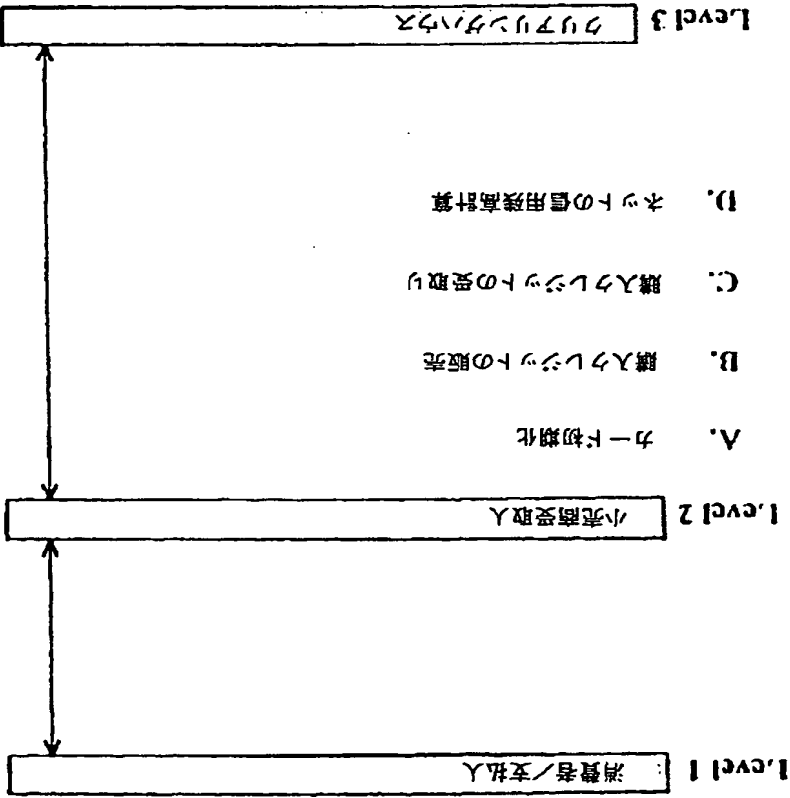 Level 1 消費者/支払人
Level 2 小売商受取人
A. カード初期化
B. 購入クレジットの販売
C. 購入クレジットの受取り
D. ネットの信用残高計算
Level 3 クリアリングハウス